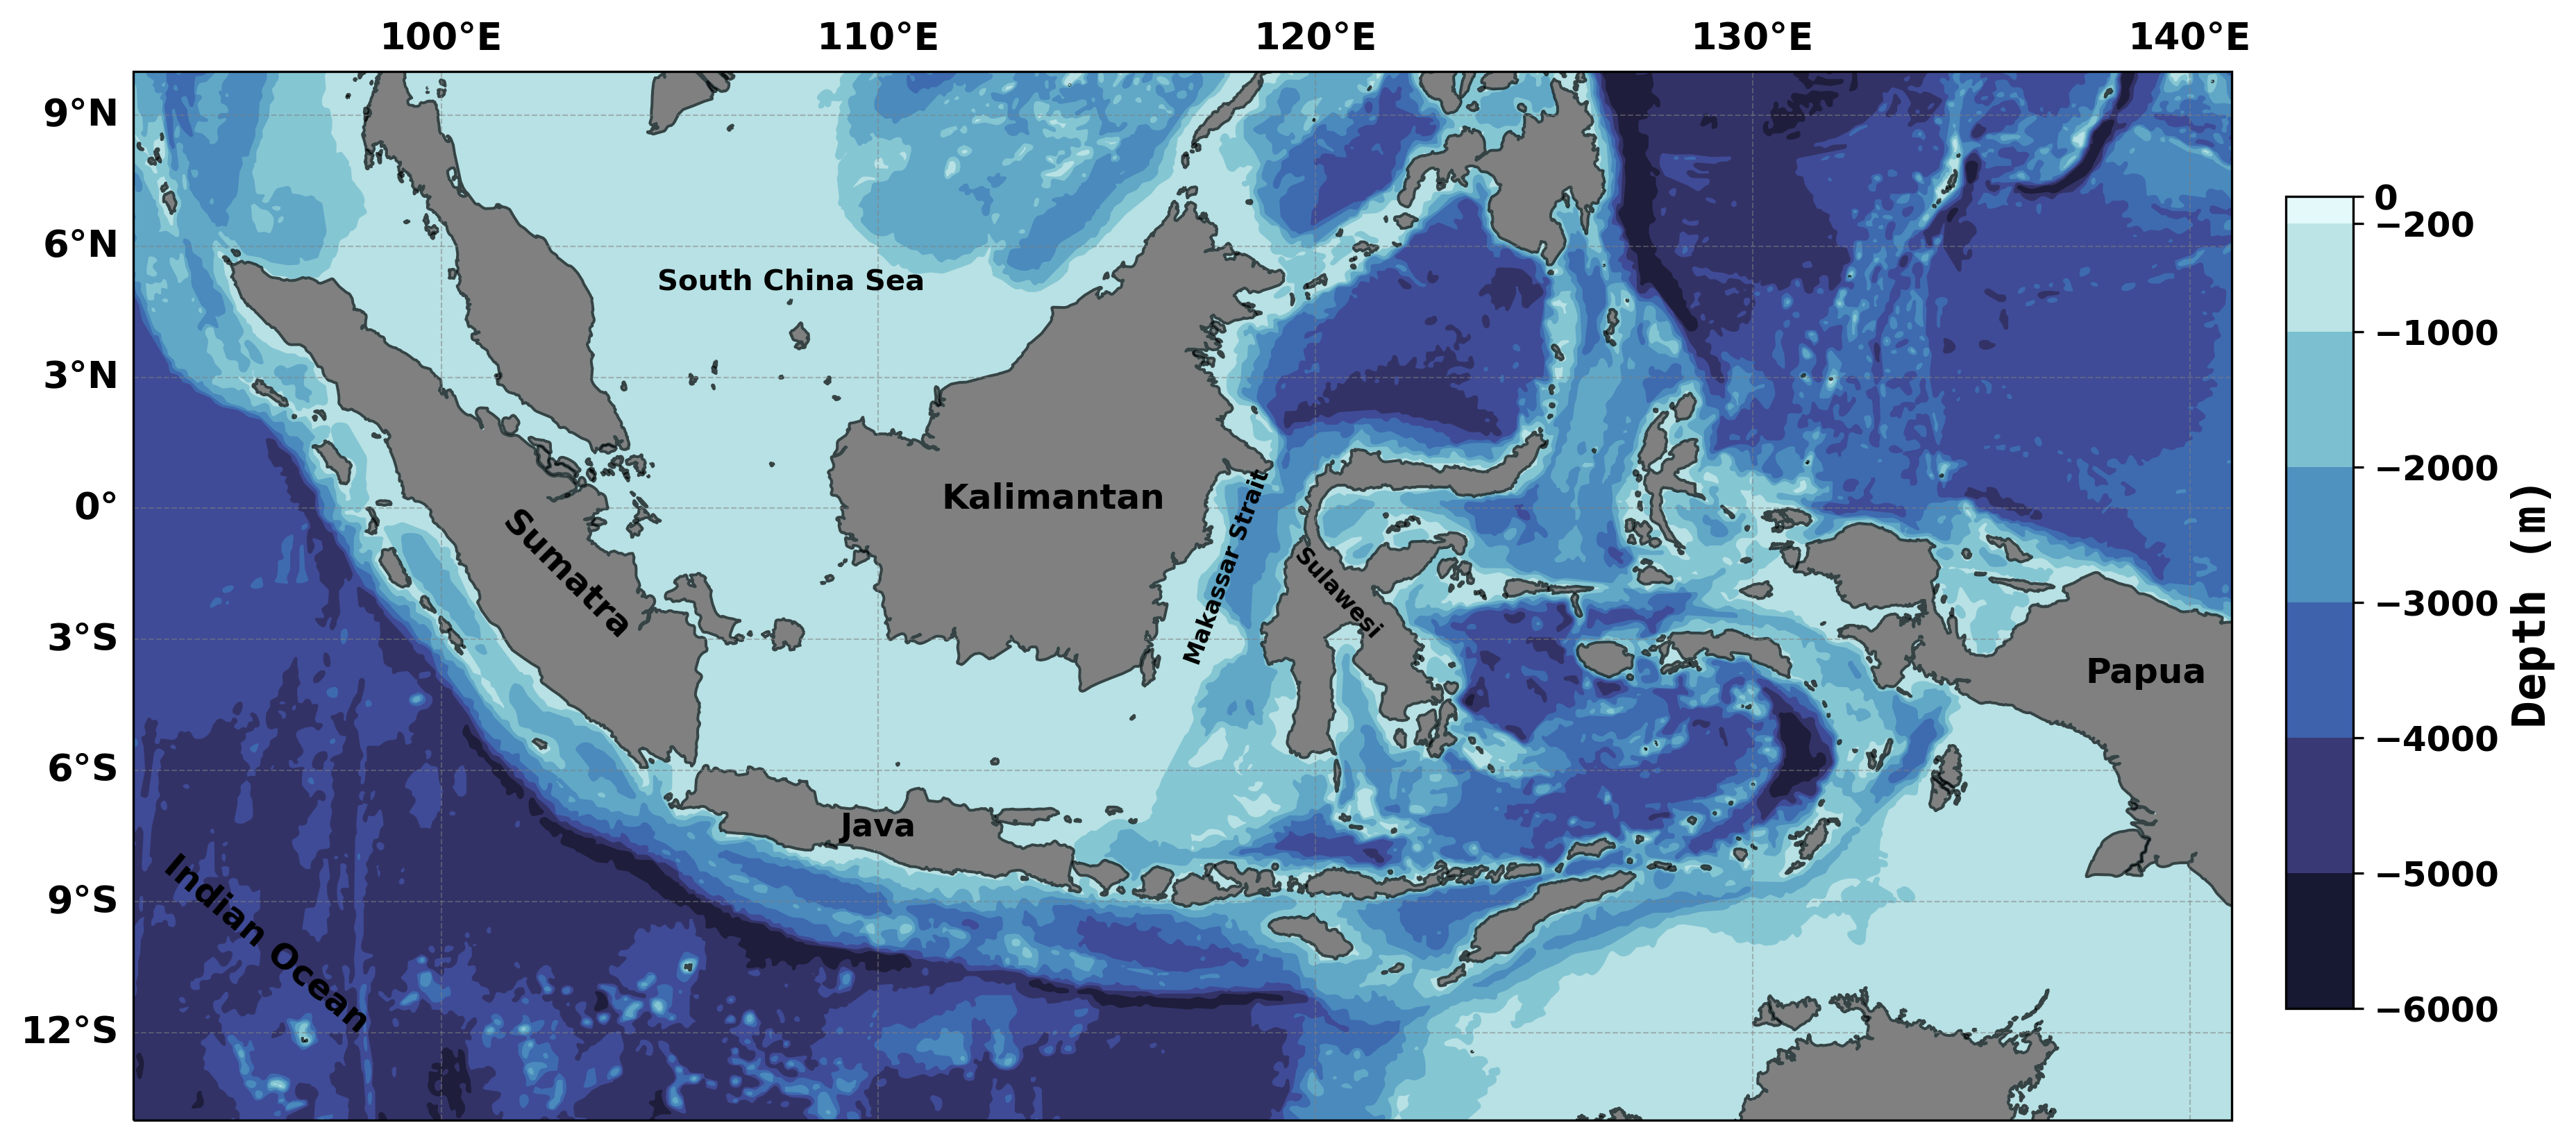 100°E
110°E
120°E
130°E
140°E
9°N
6°N
3°N
0°
3°S
6°S
9°S
12°S
South China Sea
Kalimantan
Makassar Strait
Sumatra
Sulawesi
Papua
Java
Indian Ocean
0
−200
−1000
−2000
−3000
−4000
−5000
−6000
Depth (m)